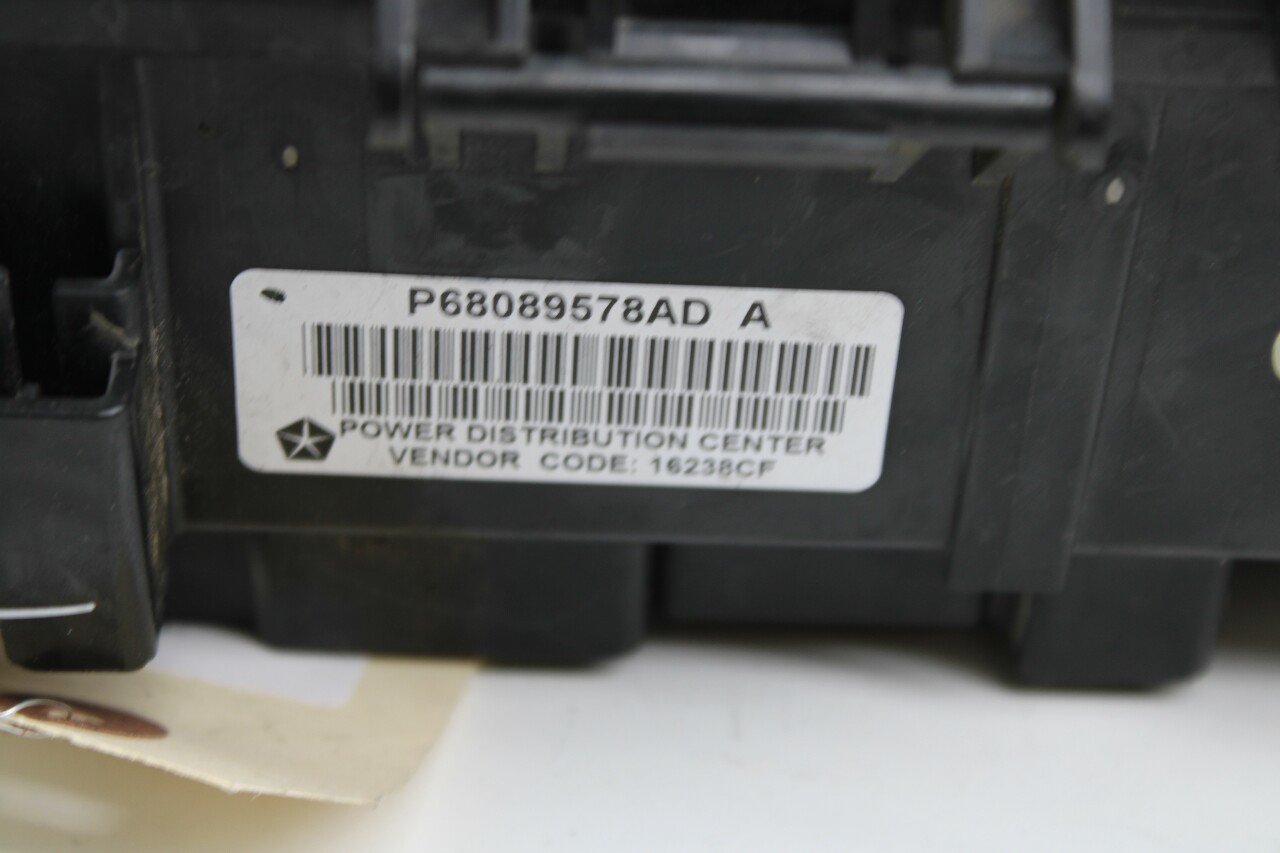 P68089578AD A
POWER DISTRIBUTION CENTER
VENDOR CODE: 16238CF